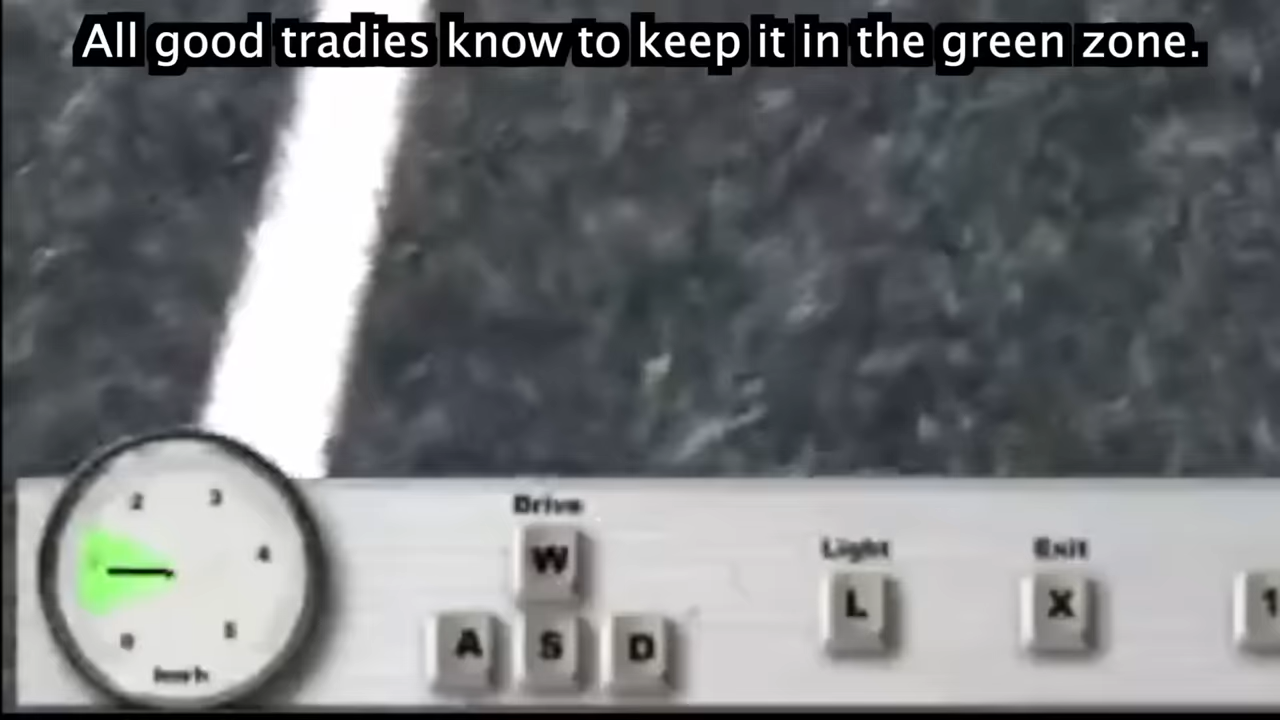 All good tradies know to keep it in the green zone.
2 3
4
0 5
km/h
Drive
W
A S D
Light
L
Exit
X
1